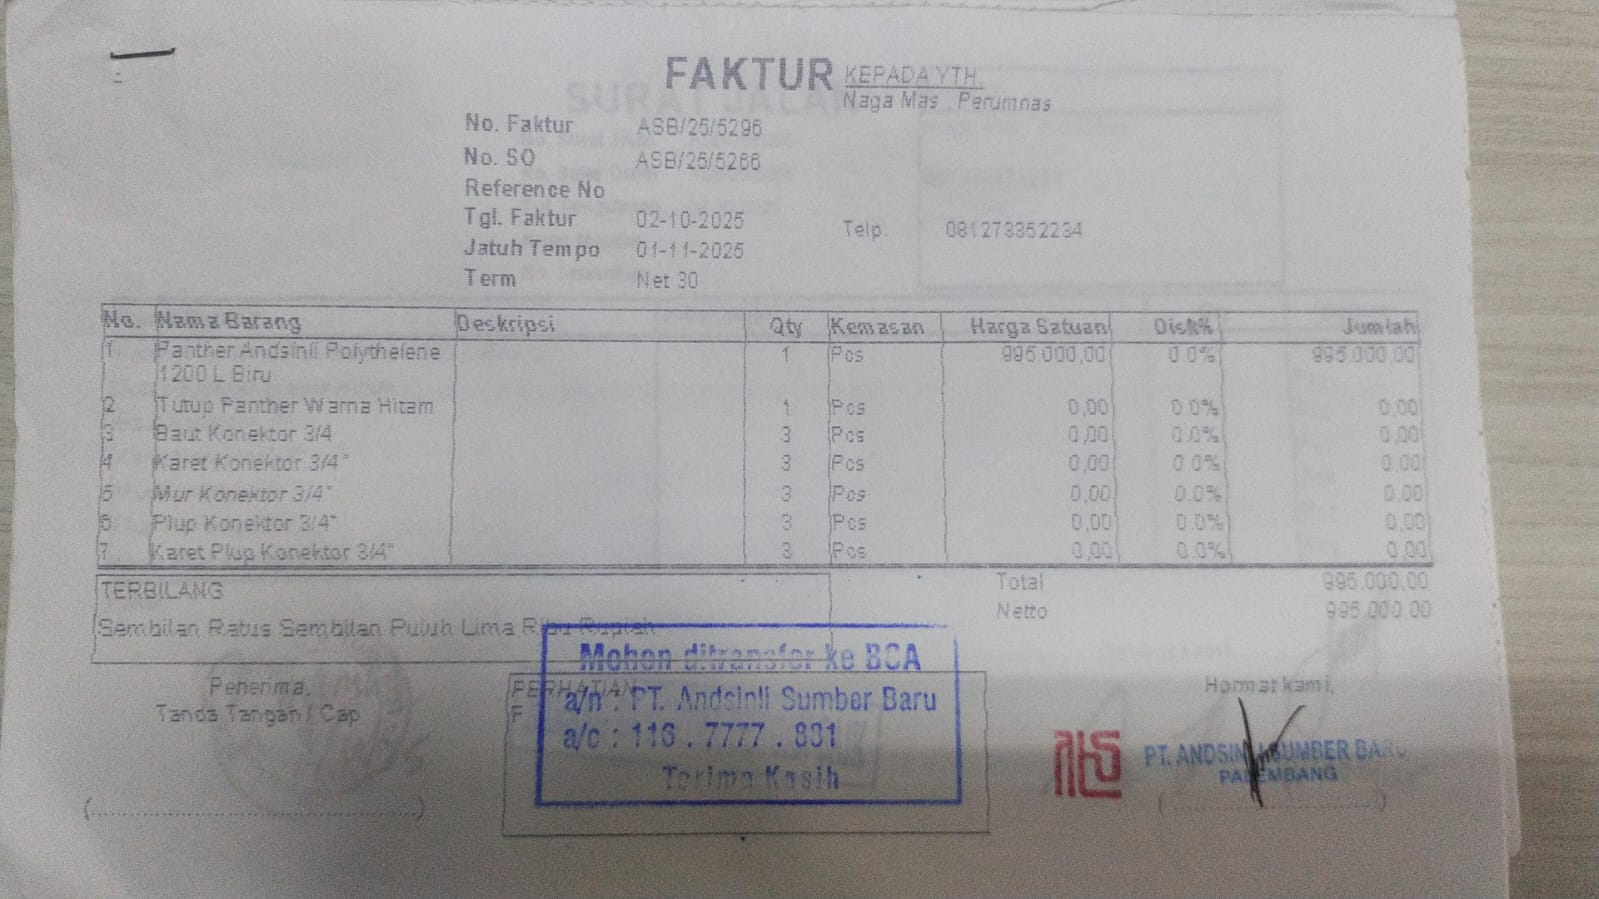 FAKTUR
KEPADA YTH.
Naga Mas . Perumnas
No. Faktur ASB/25/5296
No. SO ASB/25/5266
Reference No
Tgl. Faktur 02-10-2025
Jatuh Tempo 01-11-2025
Term Net 30
Telp. 081273352234
No. Nama Barang Deskripsi Qty Kemasan Harga Satuan Disk% Jumlah
1 Panther Andsinli Polythelene 1 Pcs 995.000,00 0.0% 995.000,00
1200 L Biru
2 Tutup Panther Warna Hitam 1 Pcs 0,00 0.0% 0,00
3 Baut Konektor 3/4 3 Pcs 0,00 0.0% 0,00
4 Karet Konektor 3/4" 3 Pcs 0,00 0.0% 0,00
5 Mur Konektor 3/4" 3 Pcs 0,00 0.0% 0,00
6 Plup Konektor 3/4" 3 Pcs 0,00 0.0% 0,00
7 Karet Plup Konektor 3/4" 3 Pcs 0,00 0.0% 0,00
TERBILANG
Sembilan Ratus Sembilan Puluh Lima Ribu Rupiah
Total 995.000,00
Netto 995.000,00
Penerima,
Tanda Tangan / Cap
PERHATIAN
Mohon ditransfer ke BCA
a/n : PT. Andsinli Sumber Baru
a/c : 116 . 7777 . 831
Terima Kasih
Hormat kami,
PT. ANDSINLI SUMBER BARU
PALEMBANG